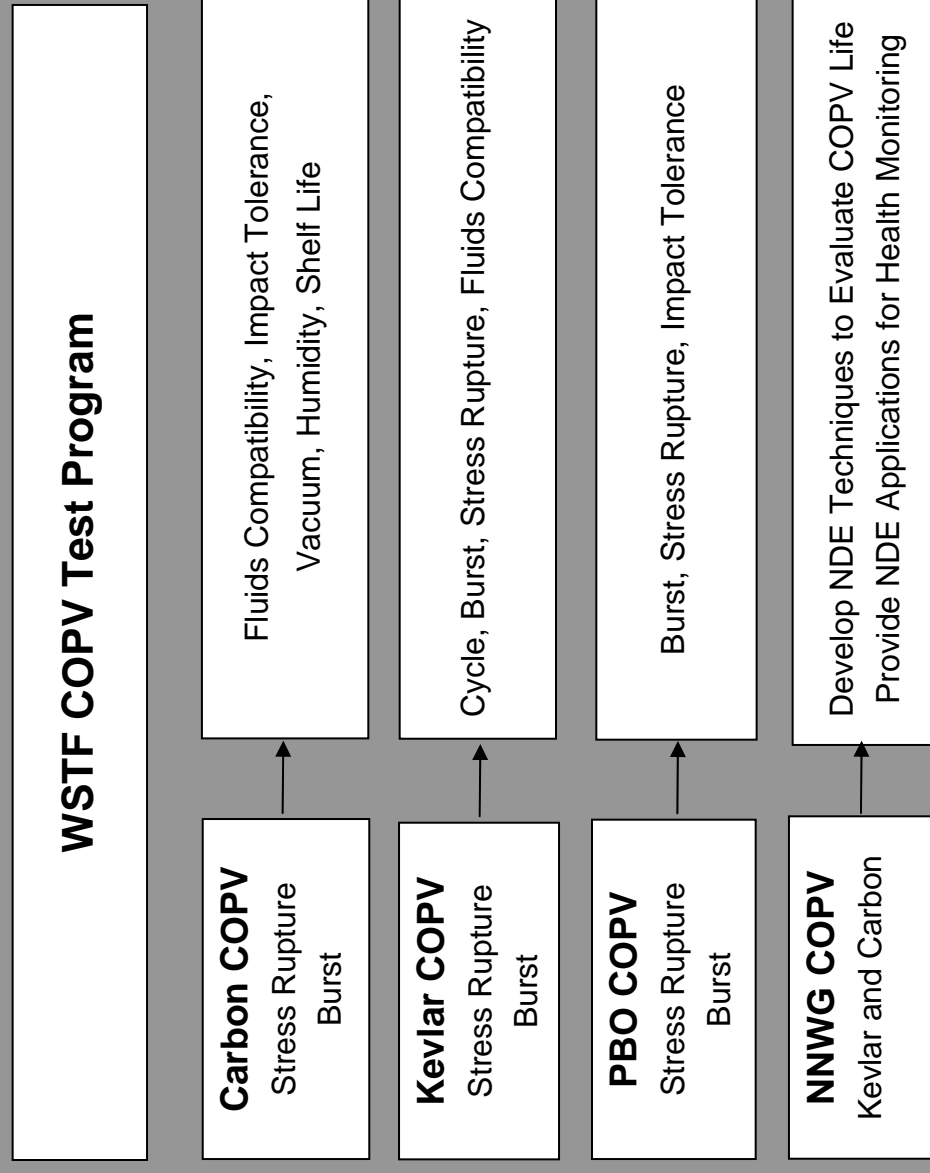 WSTF COPV Test Program
Carbon COPV
Stress Rupture
Burst
Fluids Compatibility, Impact Tolerance,
Vacuum, Humidity, Shelf Life
Kevlar COPV
Stress Rupture
Burst
Cycle, Burst, Stress Rupture, Fluids Compatibility
PBO COPV
Stress Rupture
Burst
Burst, Stress Rupture, Impact Tolerance
NNWG COPV
Kevlar and Carbon
Develop NDE Techniques to Evaluate COPV Life
Provide NDE Applications for Health Monitoring